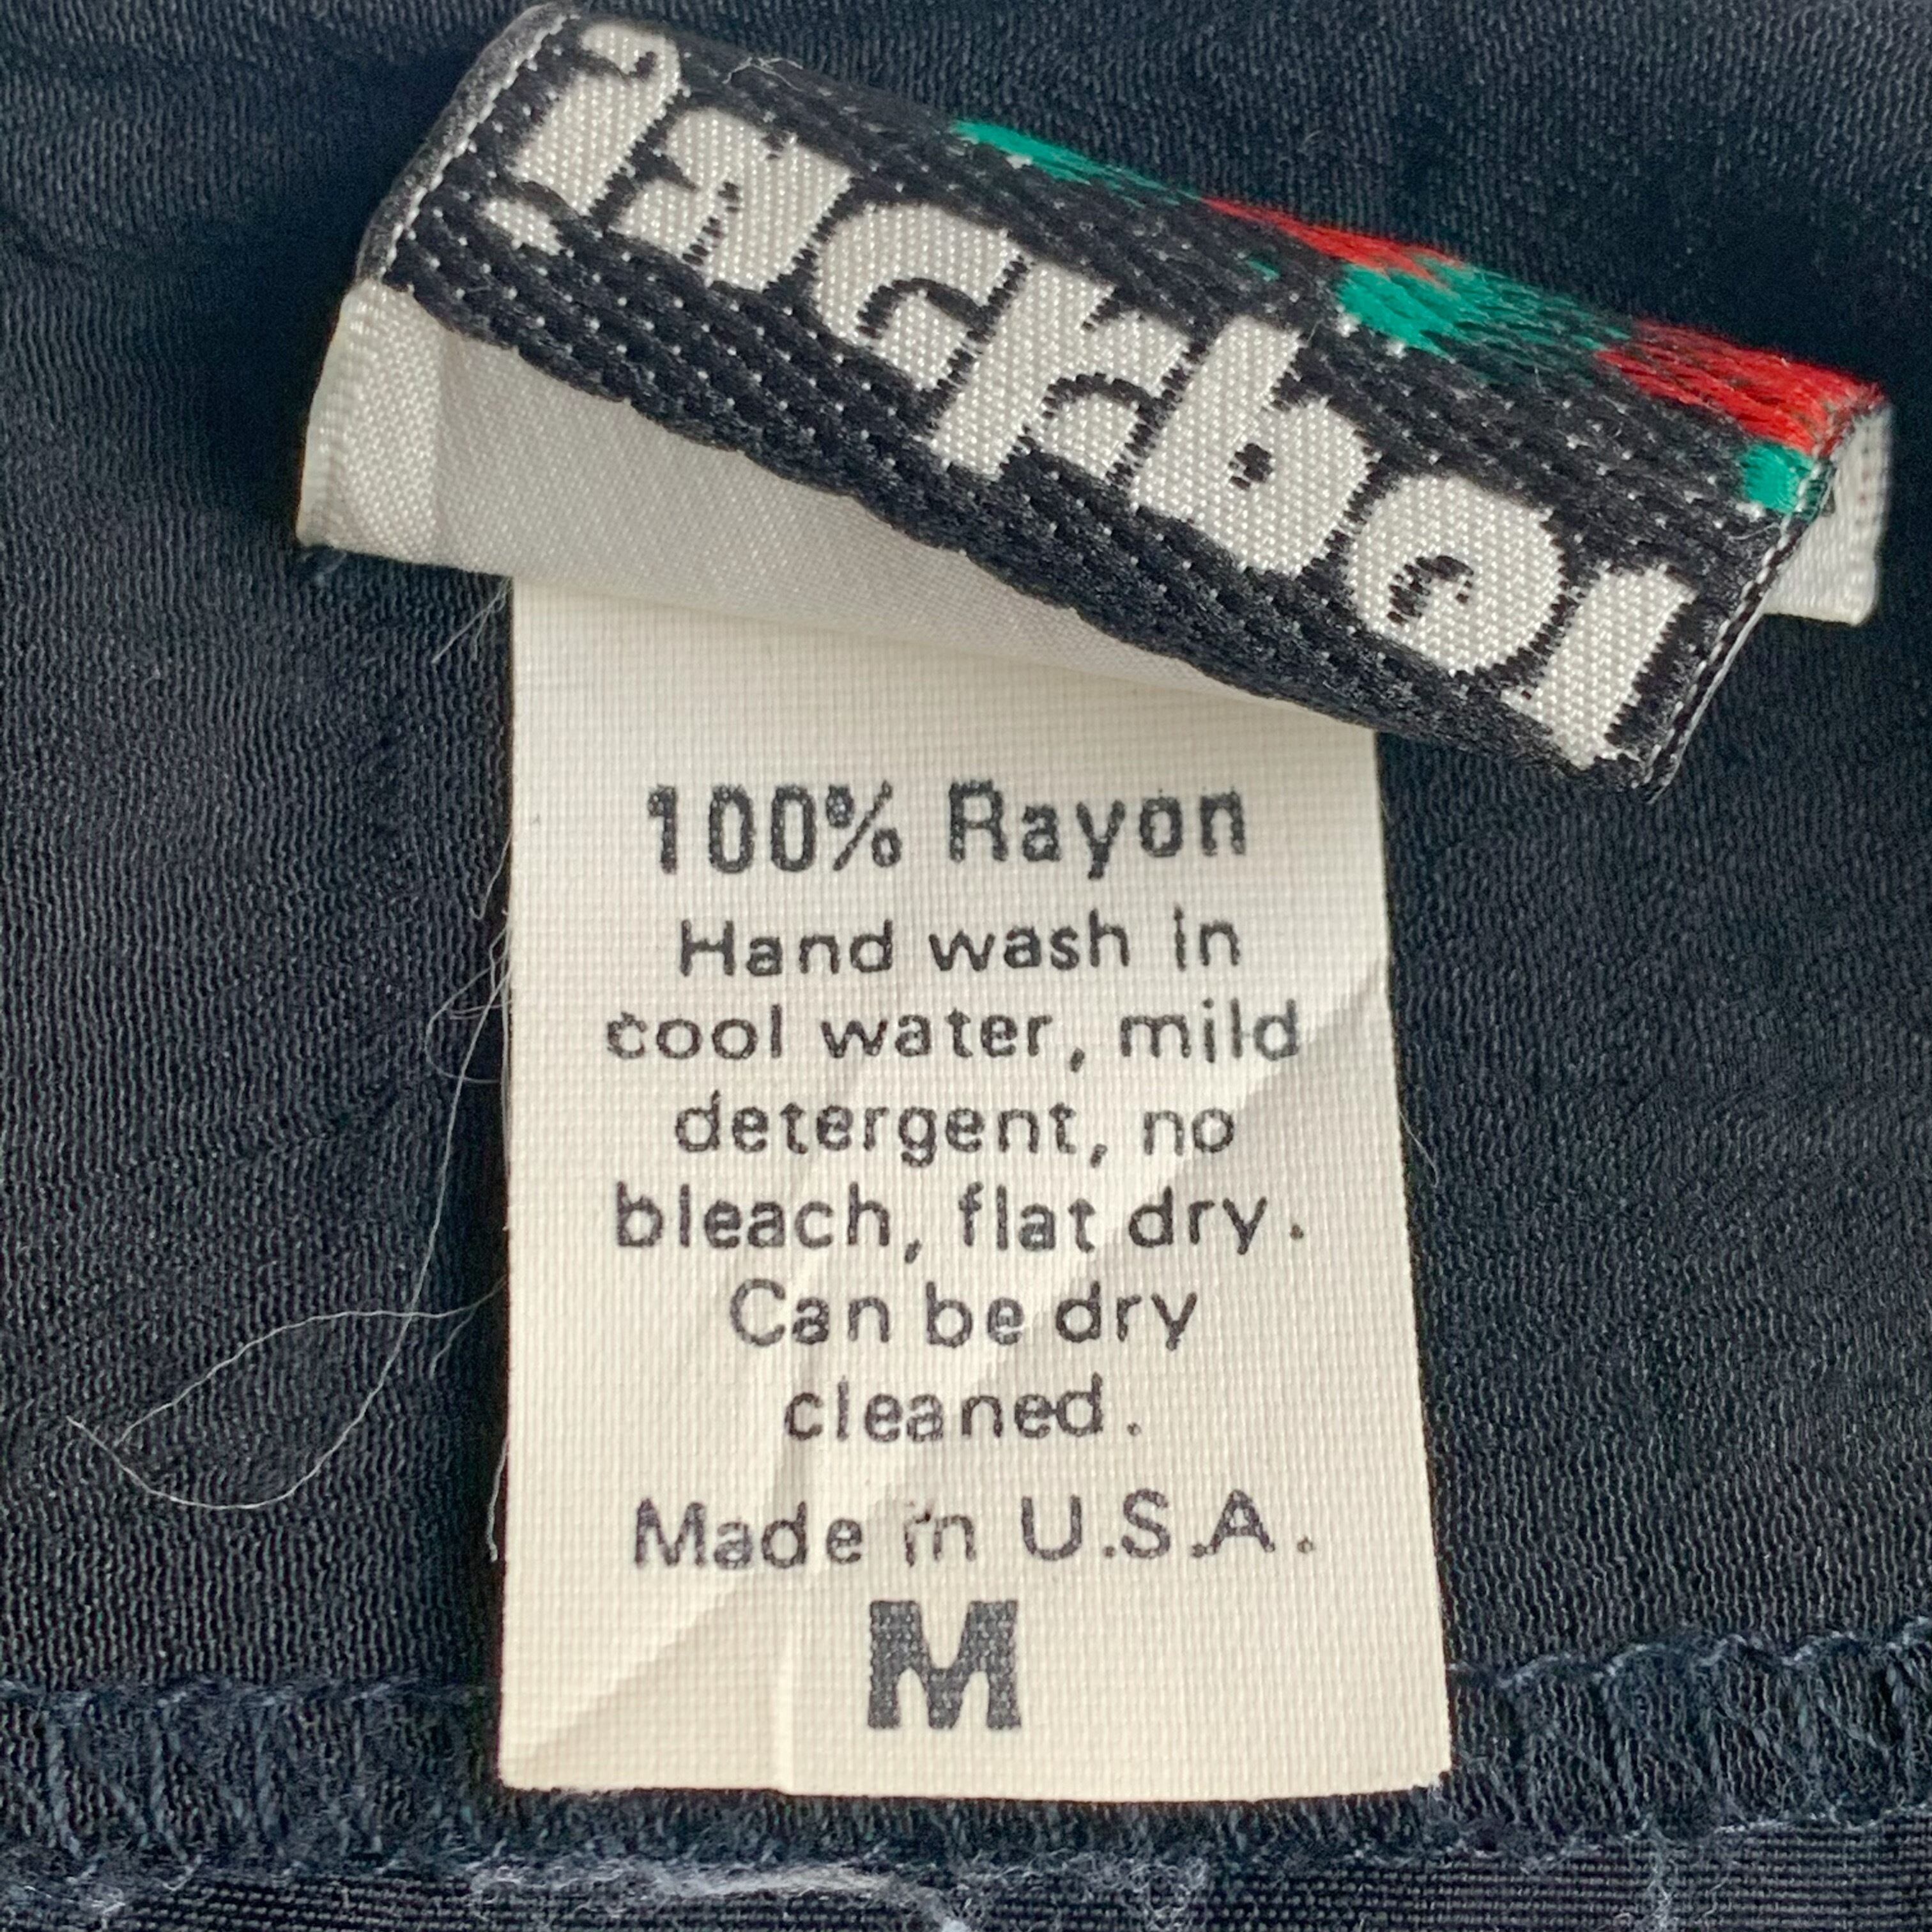 Jackpot
100% Rayon
Hand wash in
cool water, mild
detergent, no
bleach, flat dry.
Can be dry
cleaned.
Made in U.S.A.
M